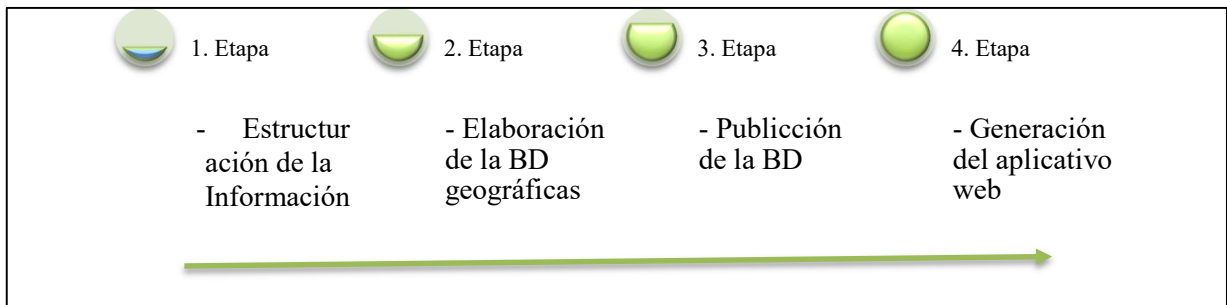 1. Etapa
- Estructur
ación de la
Información
2. Etapa
- Elaboración
de la BD
geográficas
3. Etapa
- Publicción
de la BD
4. Etapa
- Generación
del aplicativo
web